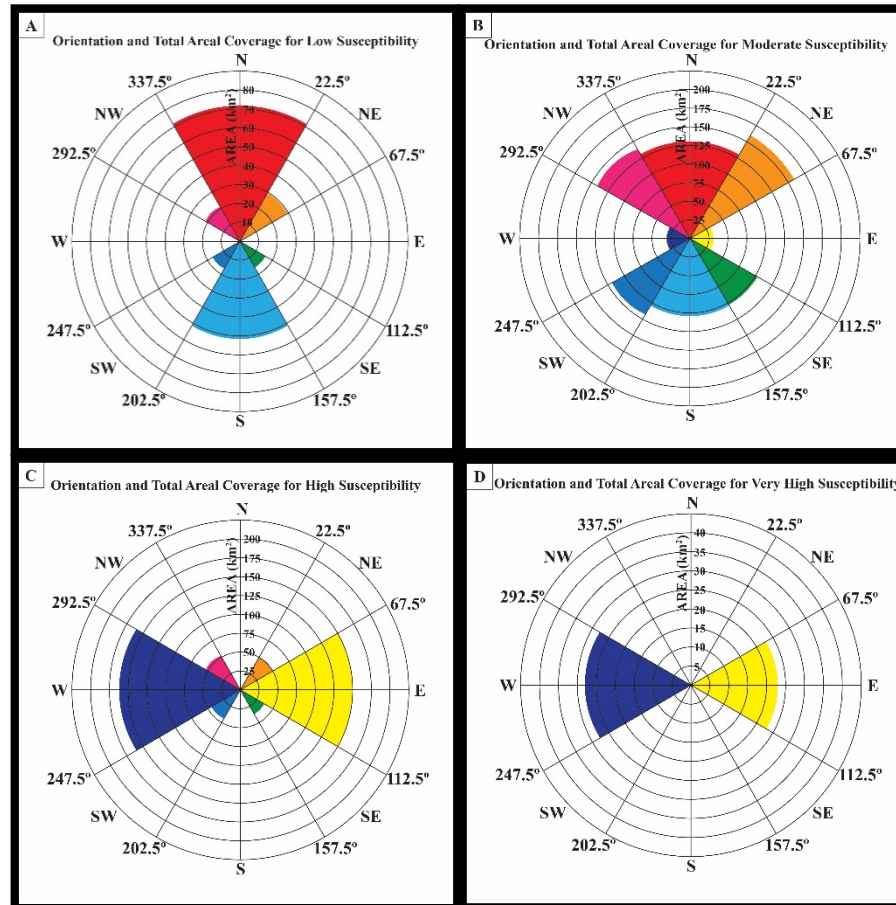 A
Orientation and Total Areal Coverage for Low Susceptibility
N
337.5º
22.5º
NW
NE
292.5º
67.5º
W
E
247.5º
112.5º
SW
SE
202.5º
157.5º
S
AREA (km²)
80
70
60
50
40
30
20
10
B
Orientation and Total Areal Coverage for Moderate Susceptibility
N
337.5º
22.5º
NW
NE
292.5º
67.5º
W
E
247.5º
112.5º
SW
SE
202.5º
157.5º
S
AREA (km²)
200
175
150
125
100
75
50
25
C
Orientation and Total Areal Coverage for High Susceptibility
N
337.5º
22.5º
NW
NE
292.5º
67.5º
W
E
247.5º
112.5º
SW
SE
202.5º
157.5º
S
AREA (km²)
200
175
150
125
100
75
50
25
D
Orientation and Total Areal Coverage for Very High Susceptibility
N
337.5º
22.5º
NW
NE
292.5º
67.5º
W
E
247.5º
112.5º
SW
SE
202.5º
157.5º
S
AREA (km²)
40
35
30
25
20
15
10
5